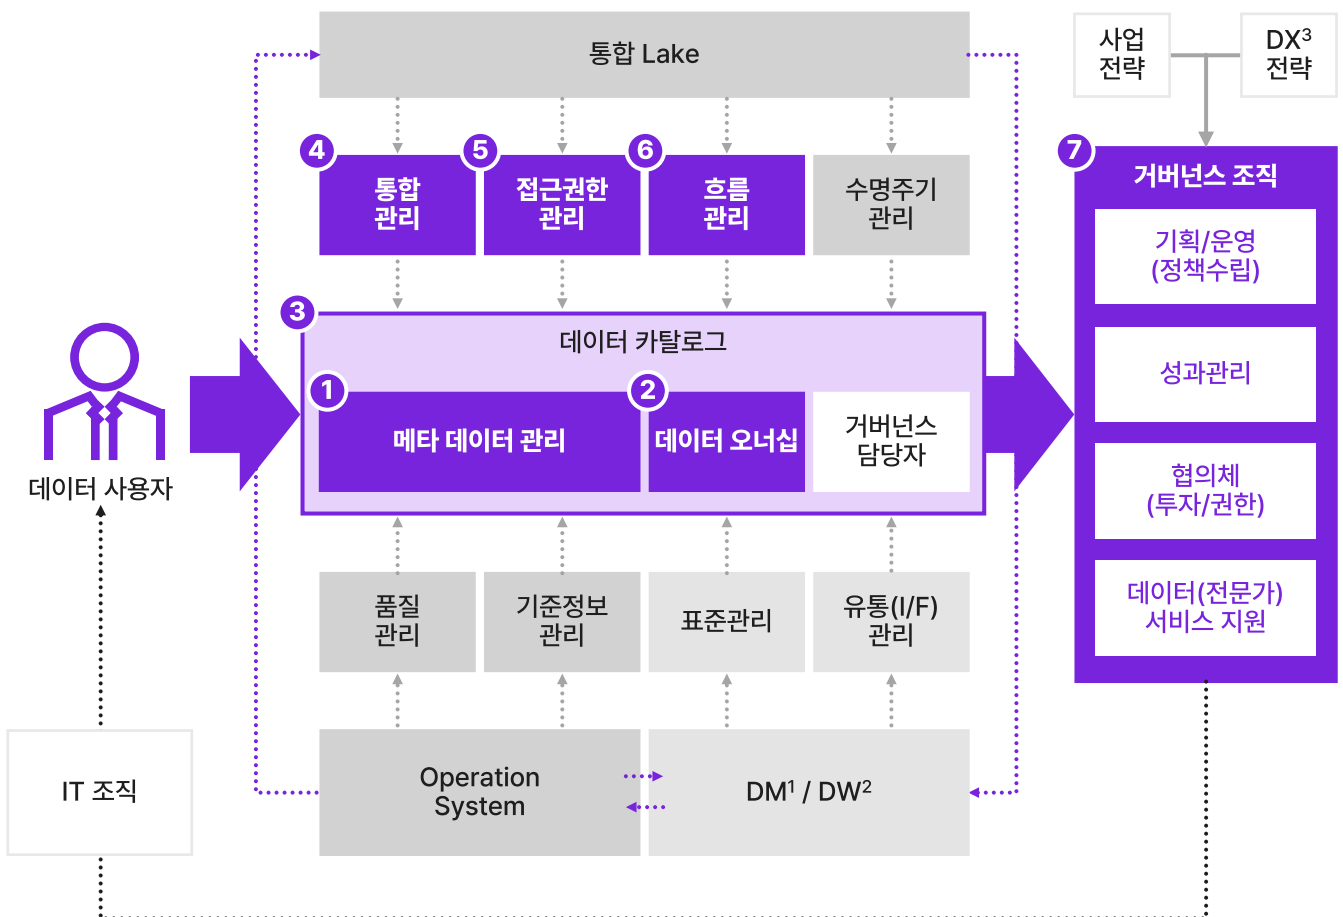 통합 Lake
사업
전략
DX³
전략
4
통합
관리
5
접근권한
관리
6
흐름
관리
수명주기
관리
7
거버넌스 조직
기획/운영
(정책수립)
성과관리
협의체
(투자/권한)
데이터(전문가)
서비스 지원
데이터 사용자
3
데이터 카탈로그
1
메타 데이터 관리
2
데이터 오너십
거버넌스
담당자
품질
관리
기준정보
관리
표준관리
유통(I/F)
관리
IT 조직
Operation
System
DM¹ / DW²